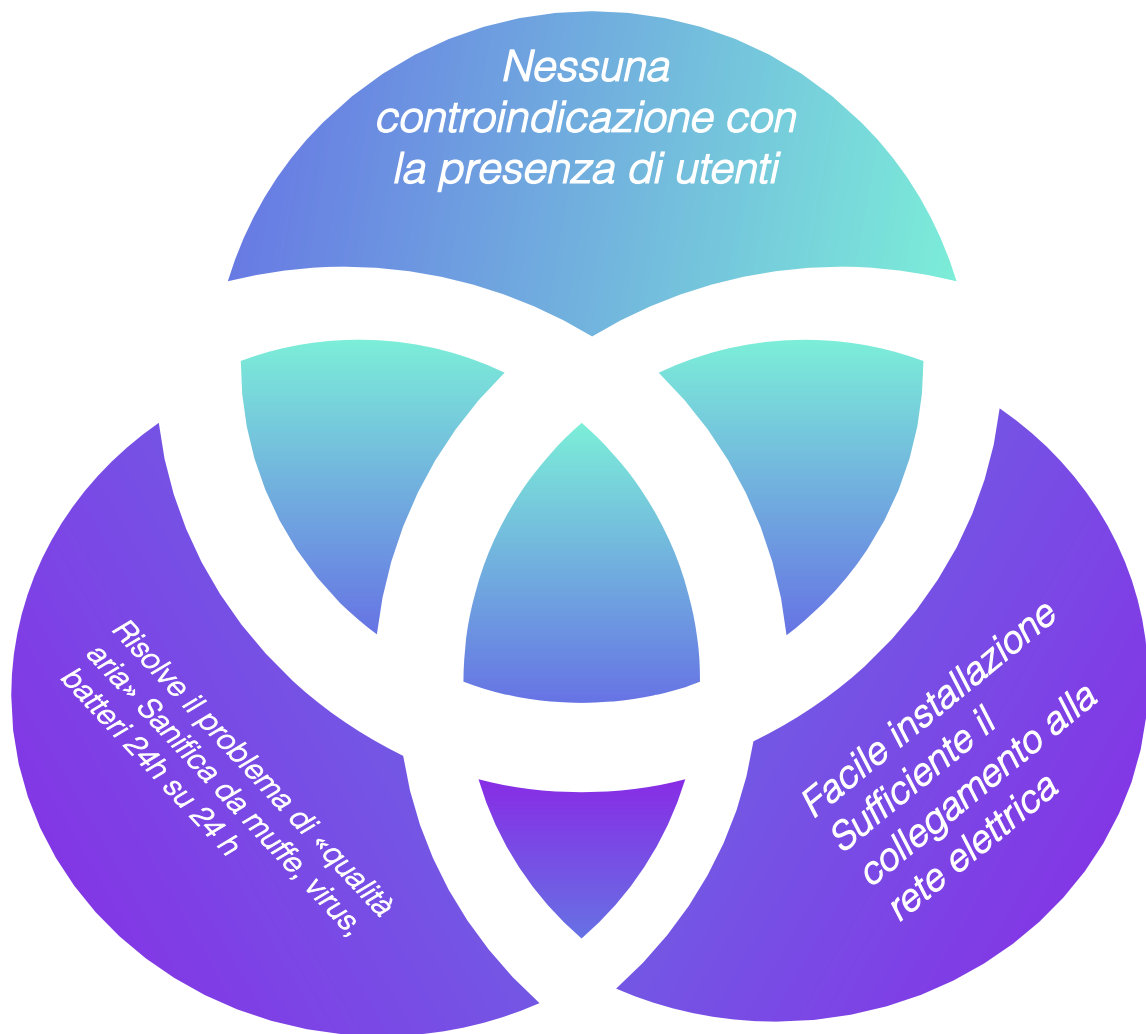 Nessuna
controindicazione con
la presenza di utenti
Risolve il problema di «qualità
aria» Sanifica da muffe, virus,
batteri 24h su 24 h
Facile installazione
Sufficiente il
collegamento alla
rete elettrica